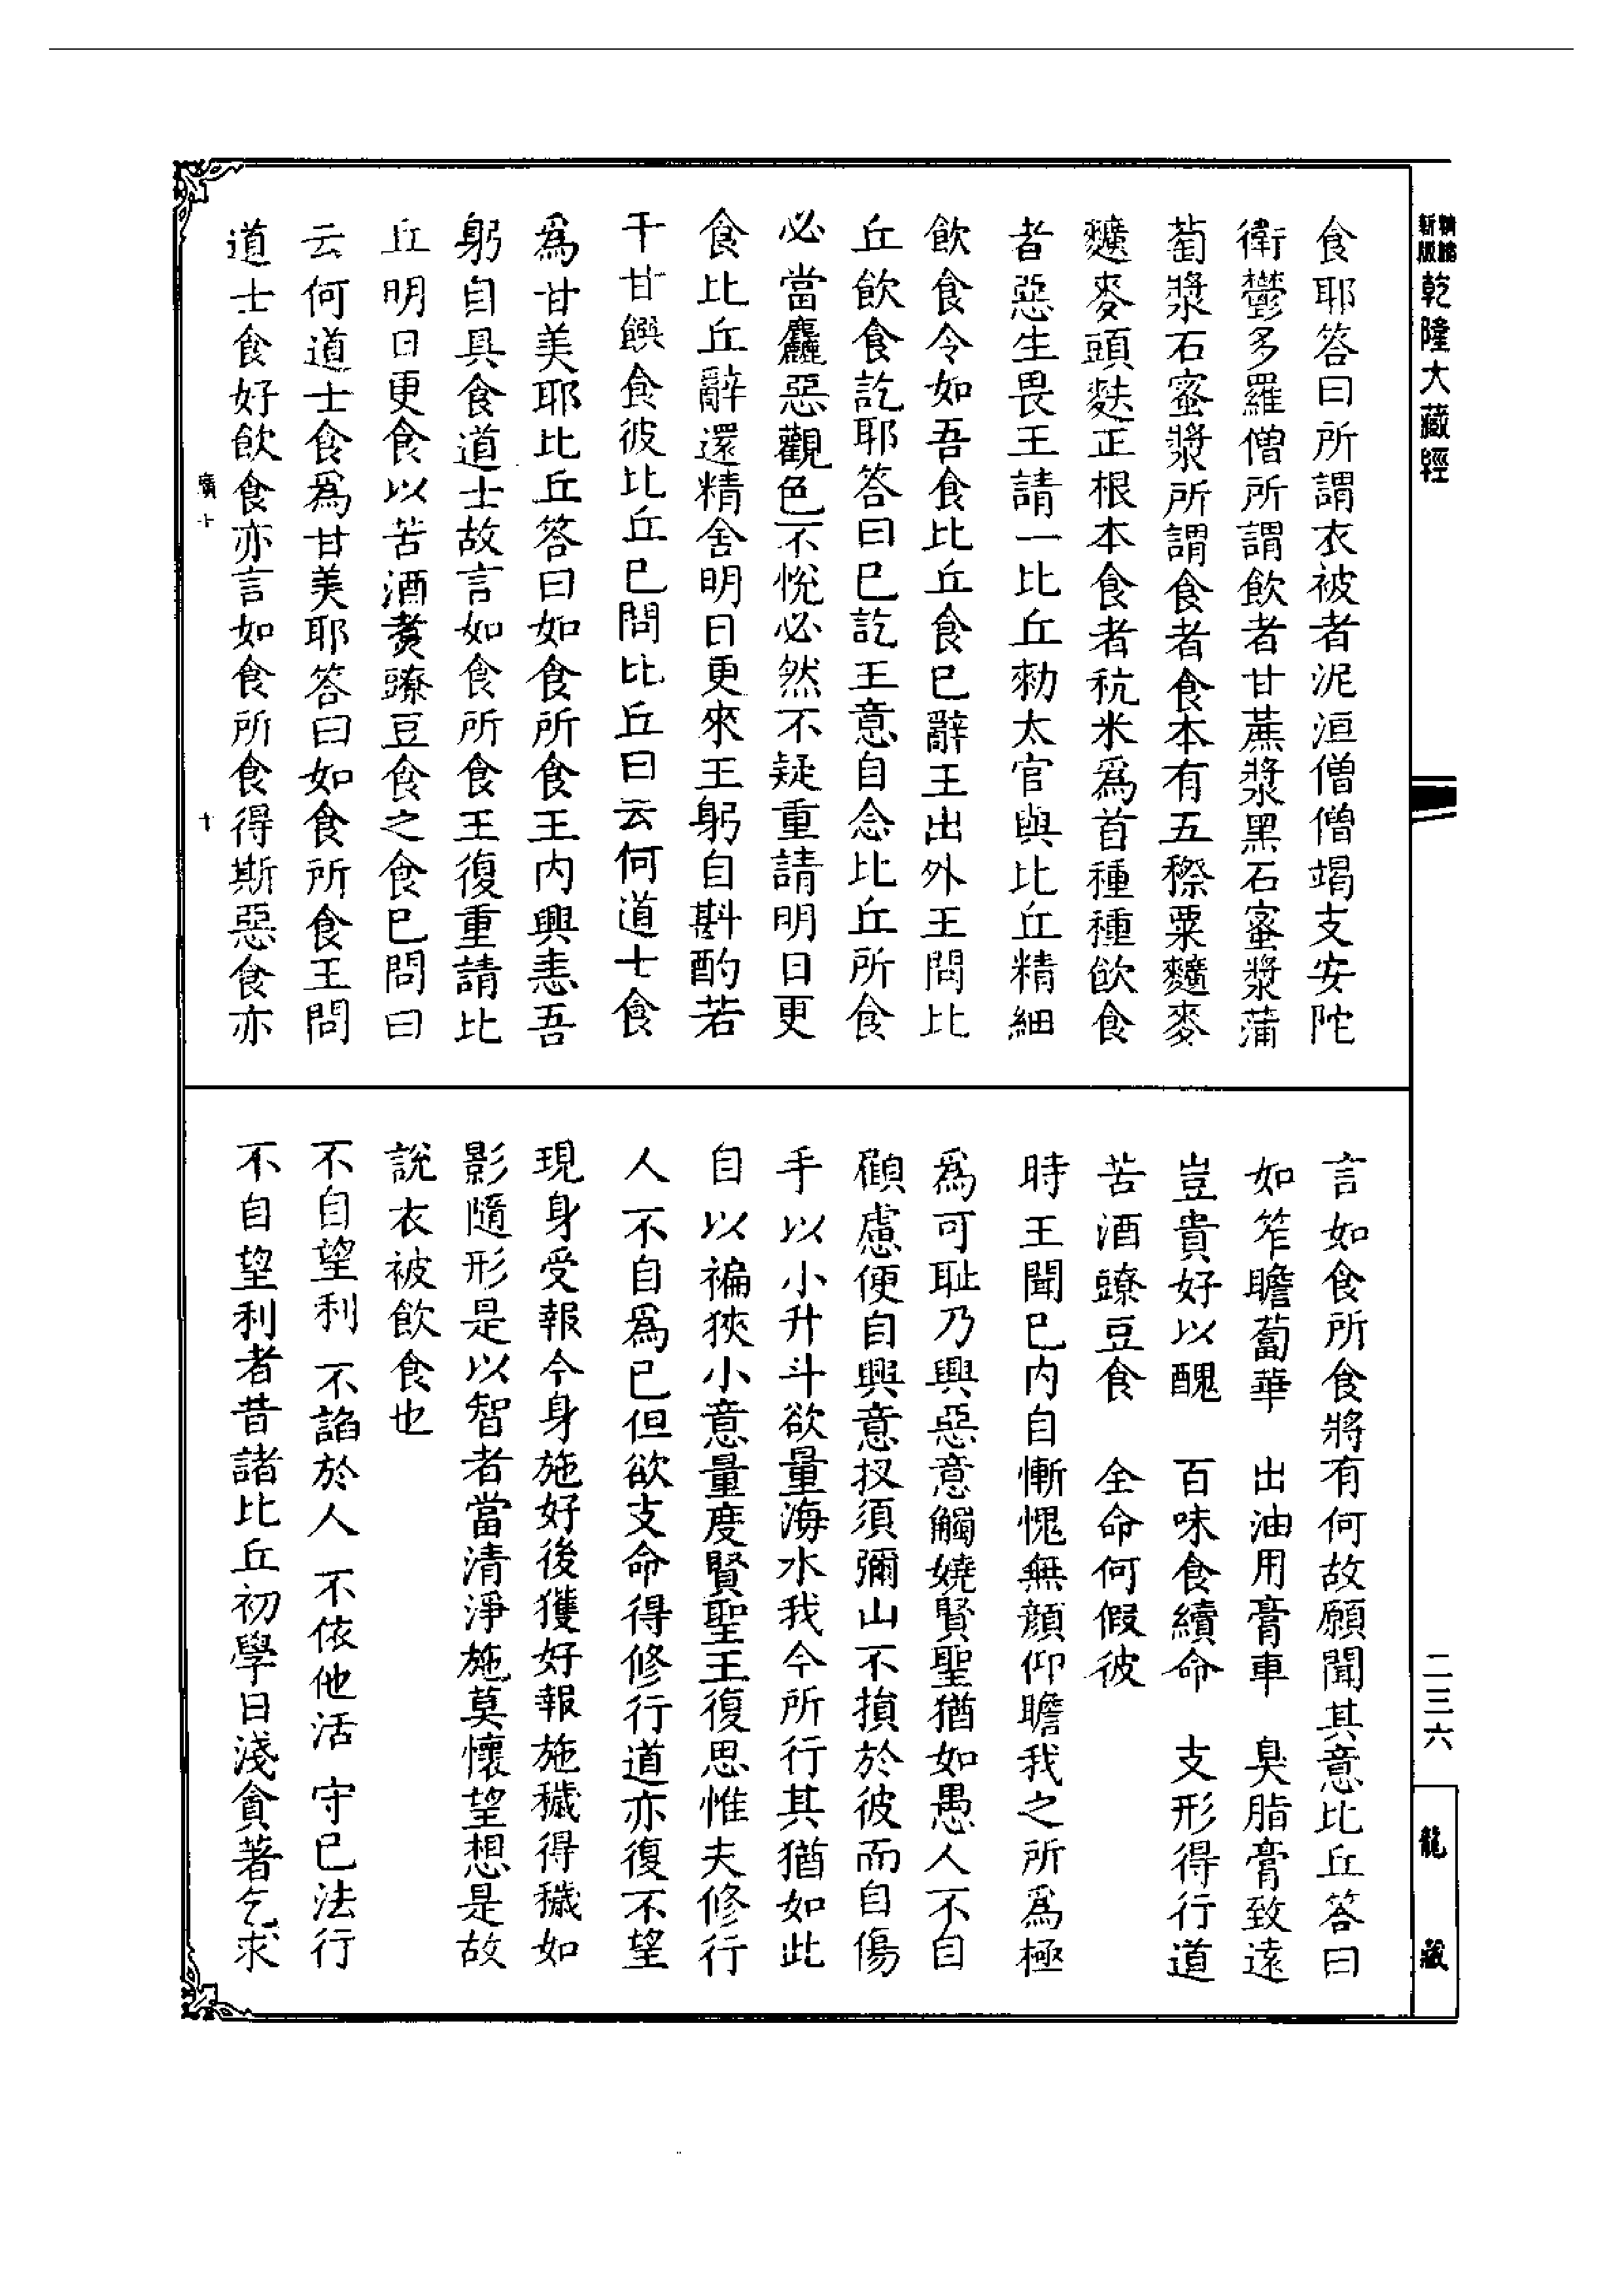 新版
精縮
乾隆大藏經
食耶答曰所謂衣被者泥洹僧僧竭支安陀
衛鬱多羅僧所謂飲者甘蔗漿黑石蜜漿蒲
萄漿石蜜漿所謂食者食本有五穄粟𪍿麥
𪍿麥頭麩正根本食者秔米為首種種飲食
者惡生畏王請一比丘勑太官與比丘精細
飲食令如吾食比丘食已辭王出外王問比
丘飲食訖耶答曰已訖王意自念比丘所食
必當麤惡觀色不悅必然不疑重請明日更
食比丘辭還精舍明日更來王躬自斟酌若
干甘饌食彼比丘已問比丘曰云何道士食
為甘美耶比丘答曰如食所食王內興恚吾
躬自具食道士故言如食所食王復重請比
丘明日更食以苦酒煑䝁豆食之食已問曰
云何道士食為甘美耶答曰如食所食王問
道士食好飲食亦言如食所食得斯惡食亦
廣十
十
言如食所食將有何故願聞其意比丘答曰
如笮瞻蔔華　出油用膏車　臭脂膏致遠
豈貴好以醜　百味食續命　支形得行道
苦酒䝁豆食　全命何假彼
時王聞已內自慚愧無顏仰瞻我之所為極
為可恥乃興惡意觸嬈賢聖猶如愚人不自
顧慮便自興意扠須彌山不損於彼而自傷
手以小升斗欲量海水我今所行其猶如此
自以褊狹小意量度賢聖王復思惟夫修行
人不自為已但欲支命得修行道亦復不望
現身受報今身施好後獲好報施穢得穢如
影隨形是以智者當清淨施莫懷望想是故
說衣被飲食也
不自望利　不諂於人　不依他活　守已法行
不自望利者昔諸比丘初學日淺貪著乞求
二三六
龍藏